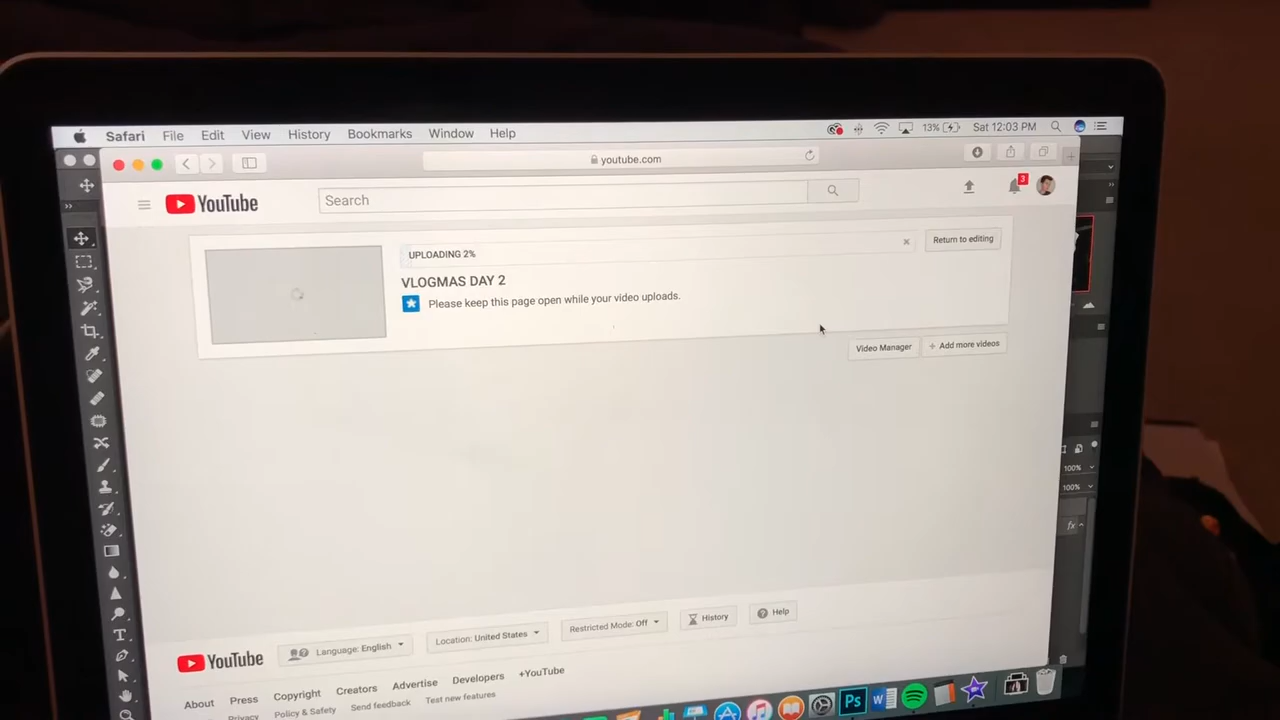 Safari File Edit View History Bookmarks Window Help 13% Sat 12:03 PM
youtube.com
YouTube Search 3
UPLOADING 2% Return to editing
VLOGMAS DAY 2
Please keep this page open while your video uploads.
Video Manager + Add more videos
100%
100%
fx
T
YouTube Language: English Location: United States Restricted Mode: Off History Help
About Press Copyright Creators Advertise Developers +YouTube
Privacy Policy & Safety Send feedback Test new features
Ps W